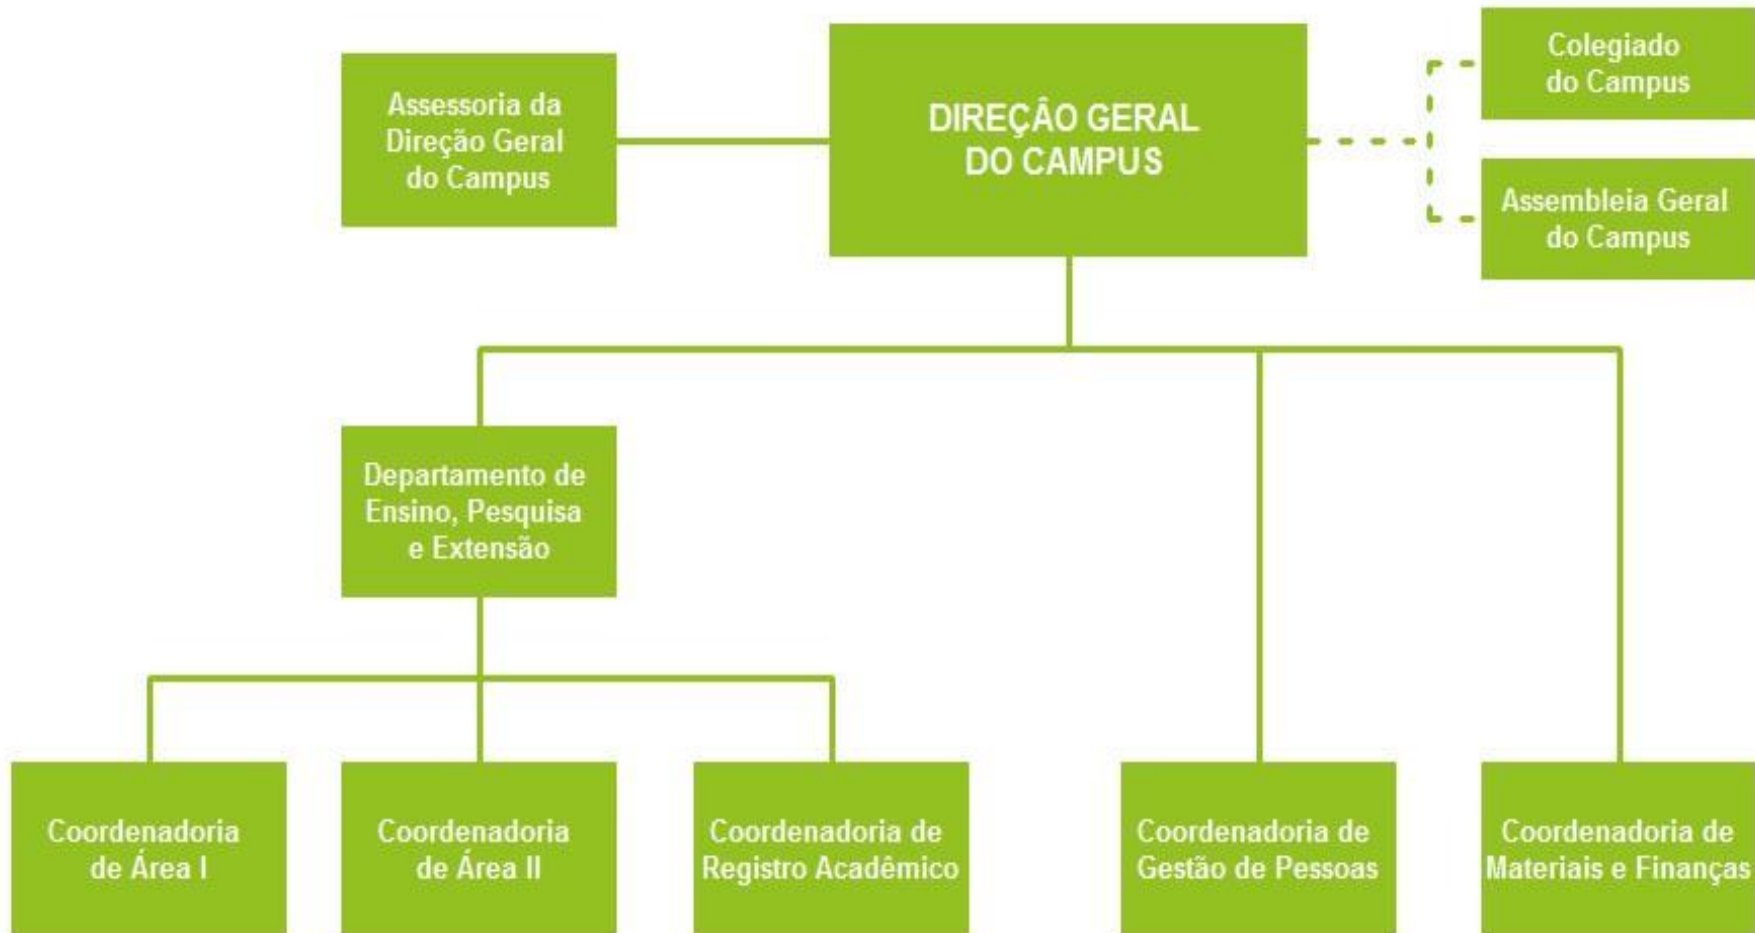 Assessoria da
Direção Geral
do Campus
DIREÇÂO GERAL
DO CAMPUS
Colegiado
do Campus
Assembleia Geral
do Campus
Departamento de
Ensino, Pesquisa
e Extensão
Coordenadoria
de Área I
Coordenadoria
de Área II
Coordenadoria de
Registro Acadêmico
Coordenadoria de
Gestão de Pessoas
Coordenadoria de
Materiais e Finanças